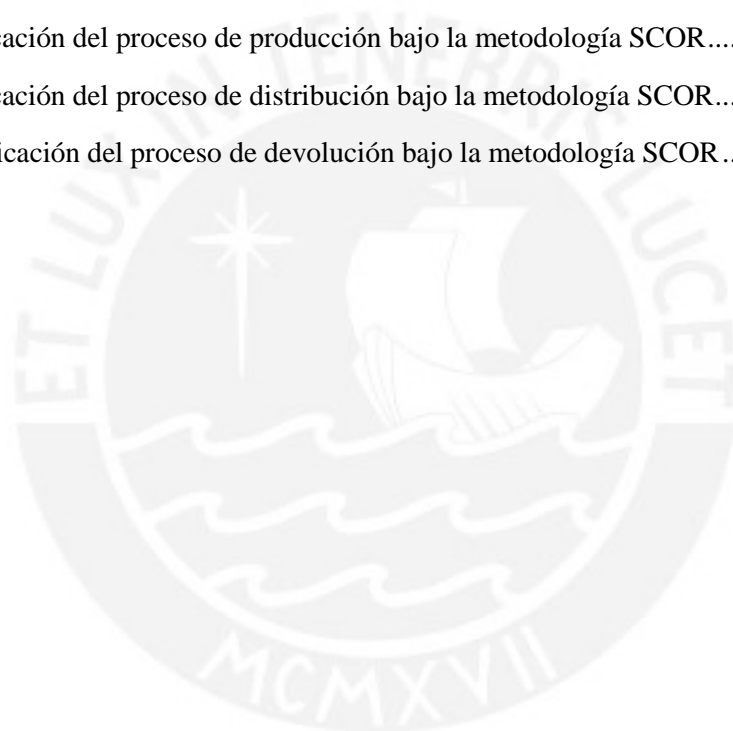 cación del proceso de producción bajo la metodología SCOR....
cación del proceso de distribución bajo la metodología SCOR...
icación del proceso de devolución bajo la metodología SCOR..
ET LUX IN TENEBRIS LUCET
MCMXVII